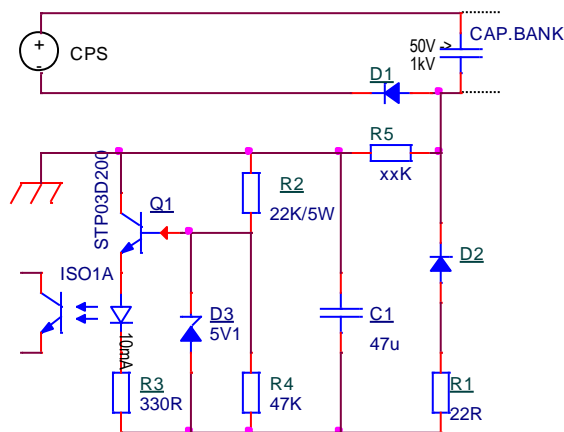 +
-
CPS
50V ->
1kV
CAP.BANK
D1
R5
xxK
STP03D200
Q1
R2
22K/5W
D2
ISO1A
10mA
D3
5V1
C1
47u
R3
330R
R4
47K
R1
22R